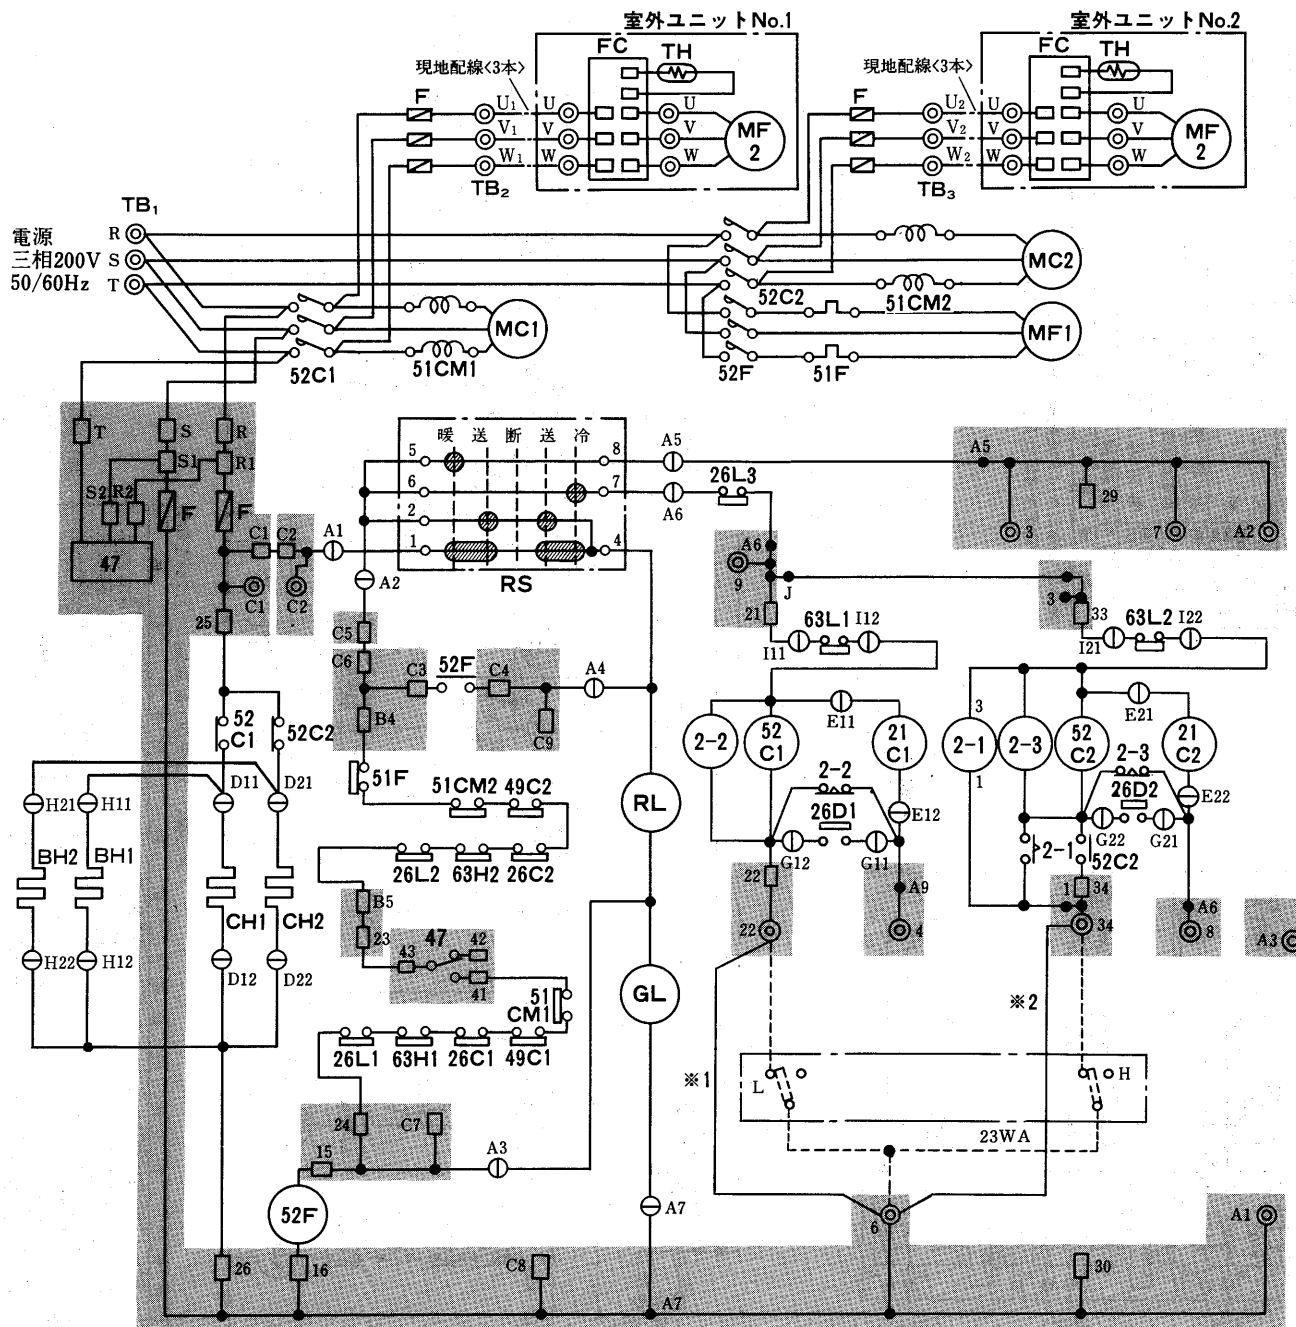 室外ユニットNo.1
室外ユニットNo.2
FC TH
FC TH
現地配線<3本>
現地配線<3本>
F U1 U U
V1 V V
W1 W W
MF 2
TB2
F U2 U U
V2 V V
W2 W W
MF 2
TB3
TB1
電源
三相200V
50/60Hz
R
S
T
MC2
52C2 51CM2
MC1
MF1
52C1 51CM1
52F 51F
T S R
S1 R1
S2 R2
F F
47
C1 C2 A1
C1 C2
25
暖 送 断 送 冷
5 8
6 7
2
1 4
RS
A5
A6
26L3
A5
29
3 7 A2
A2
A6
9
J
21
3 33
63L1 I12
I11
63L2 I22
I21
C5
C6
C3 52F C4 A4
B4
C9
52 C1
52C2
51F
51CM2 49C2
D11 D21
H21 H11
BH2 BH1
CH1 CH2
H22 H12
D12 D22
26L2 63H2 26C2
B5
23
43 47 42
41
51 CM1
26L1 63H1 26C1 49C1
24 C7
15 A3
52F
RL
GL
A7
E11
2-2 52 C1 21 C1
2-2
26D1
E12
G12 G11
22
22
A9
4
3
2-1
1
2-3 52 C2 21 C2
E21
2-3
26D2
E22
G22 G21
2-1
52C2
1 34
34
A6
8
A3
※1
※2
L H
23WA
6
A1
26 16 C8 A7 30